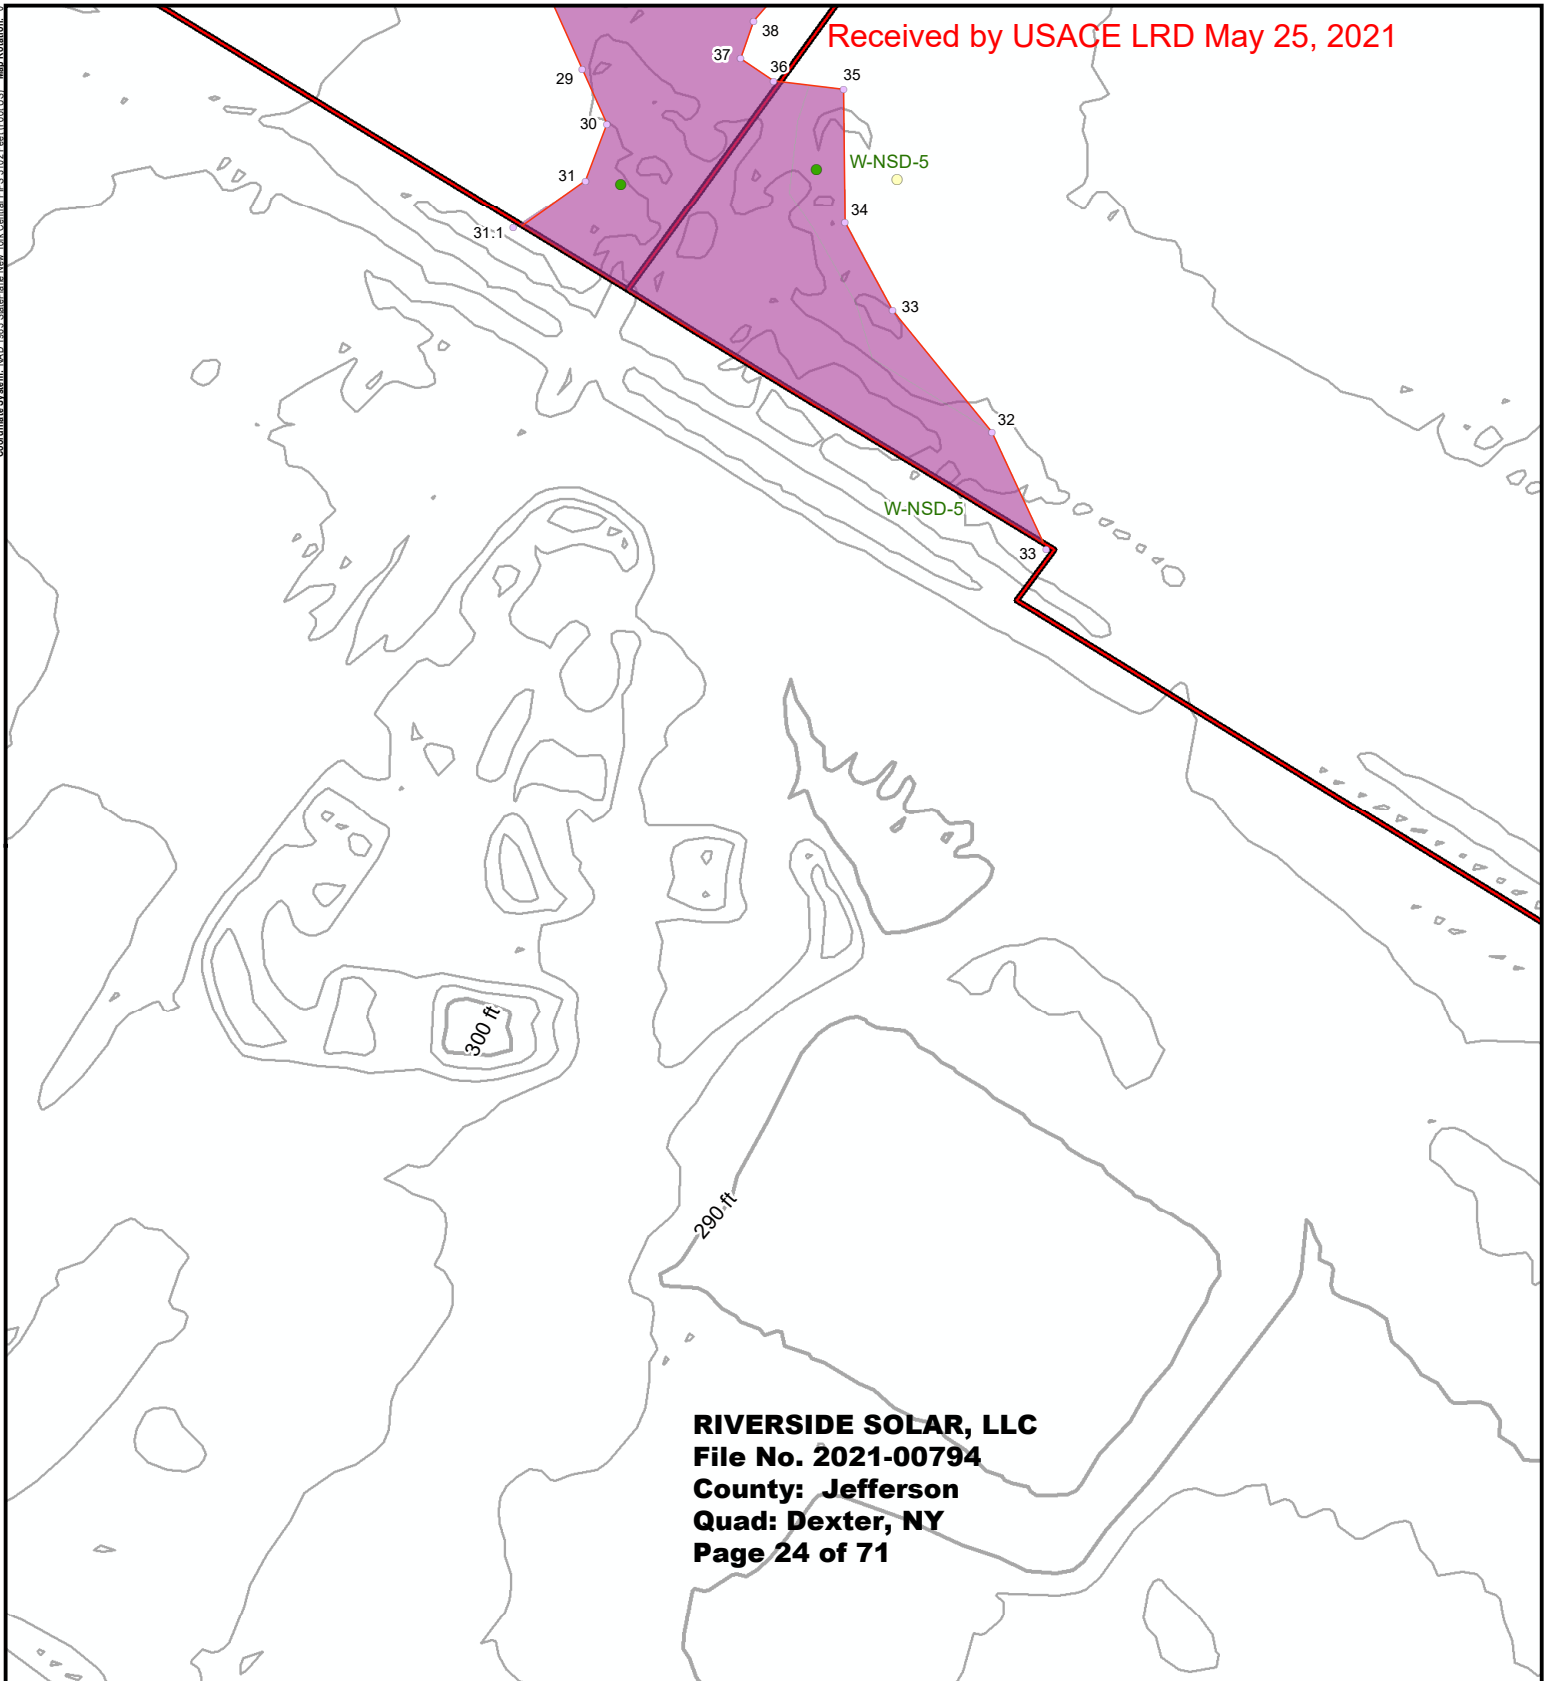 Received by USACE LRD May 25, 2021
38
37
36
35
29
30
W-NSD-5
31
34
31.1
33
32
W-NSD-5
33
300 ft
290 ft
RIVERSIDE SOLAR, LLC
File No. 2021-00794
County: Jefferson
Quad: Dexter, NY
Page 24 of 71